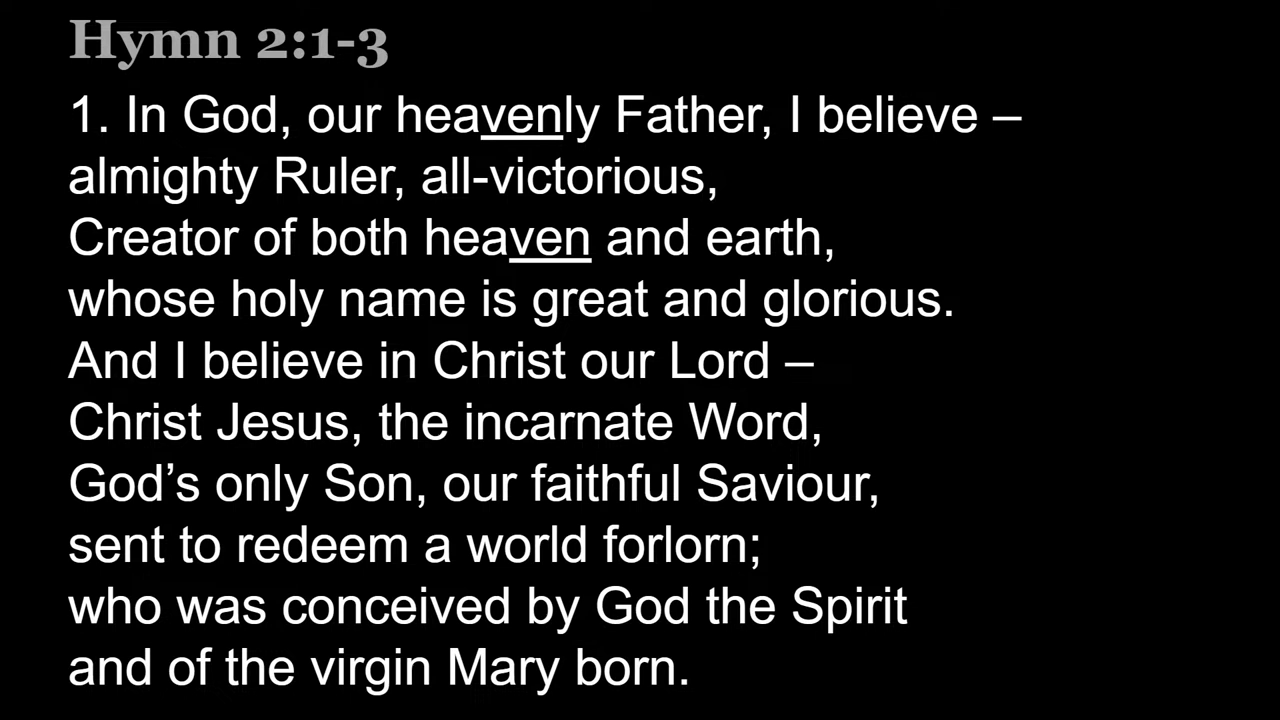 Hymn 2:1-3
1. In God, our heavenly Father, I believe –
almighty Ruler, all-victorious,
Creator of both heaven and earth,
whose holy name is great and glorious.
And I believe in Christ our Lord –
Christ Jesus, the incarnate Word,
God’s only Son, our faithful Saviour,
sent to redeem a world forlorn;
who was conceived by God the Spirit
and of the virgin Mary born.